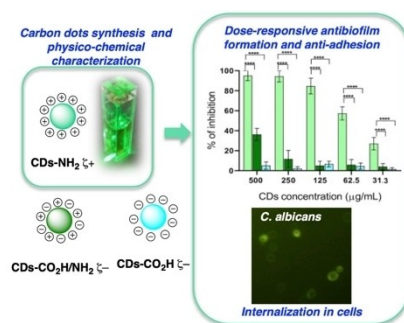 Carbon dots synthesis and
physico-chemical
characterization
CDs-NH2 ζ+
CDs-CO2H/NH2 ζ–
CDs-CO2H ζ–
Dose-responsive antibiofilm
formation and anti-adhesion
% of inhibition
100
80
60
40
20
0
**** **** **** **** ****
**** **** **** **** ****
500 250 125 62.5 31.3
CDs concentration (μg/mL)
C. albicans
Internalization in cells